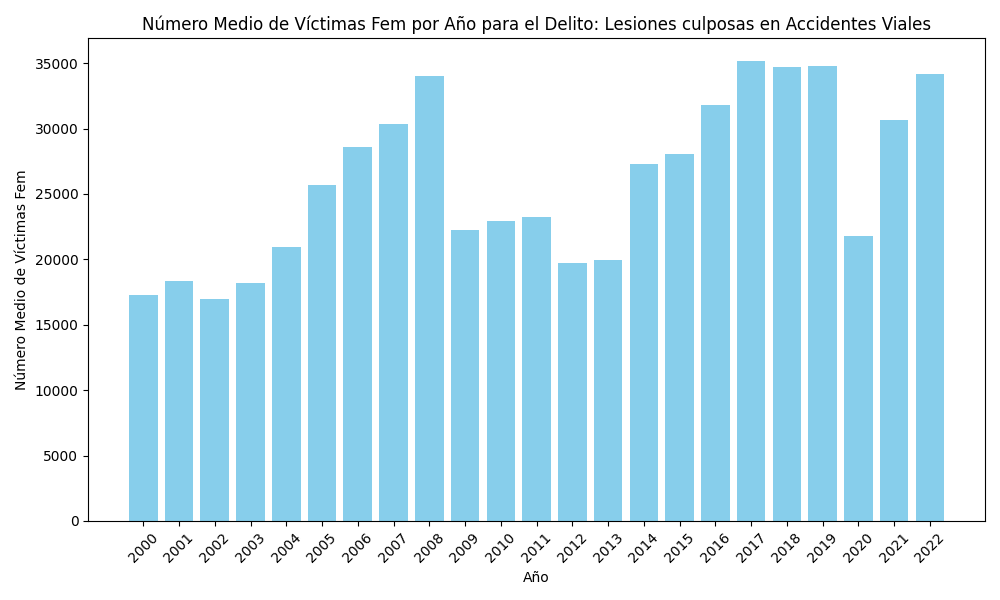 Número Medio de Víctimas Fem por Año para el Delito: Lesiones culposas en Accidentes Viales
Número Medio de Víctimas Fem
35000
30000
25000
20000
15000
10000
5000
0
2000 2001 2002 2003 2004 2005 2006 2007 2008 2009 2010 2011 2012 2013 2014 2015 2016 2017 2018 2019 2020 2021 2022
Año